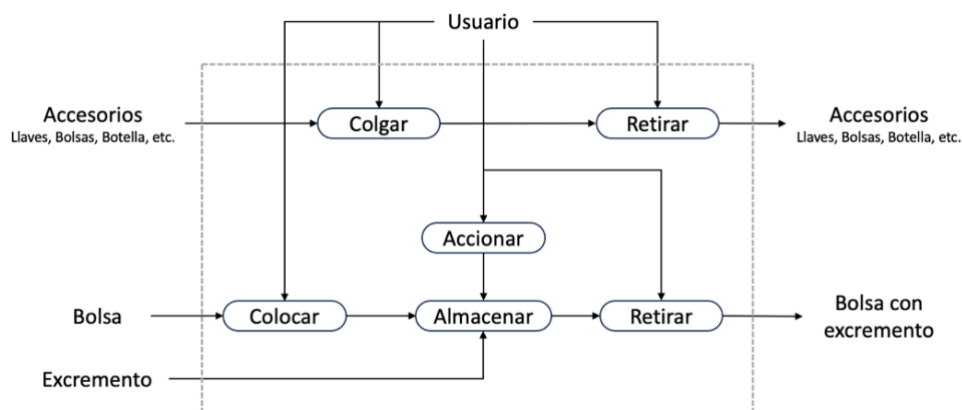 Usuario
Accesorios
Llaves, Bolsas, Botella, etc.
Colgar
Retirar
Accesorios
Llaves, Bolsas, Botella, etc.
Accionar
Bolsa
Colocar
Almacenar
Retirar
Bolsa con
excremento
Excremento